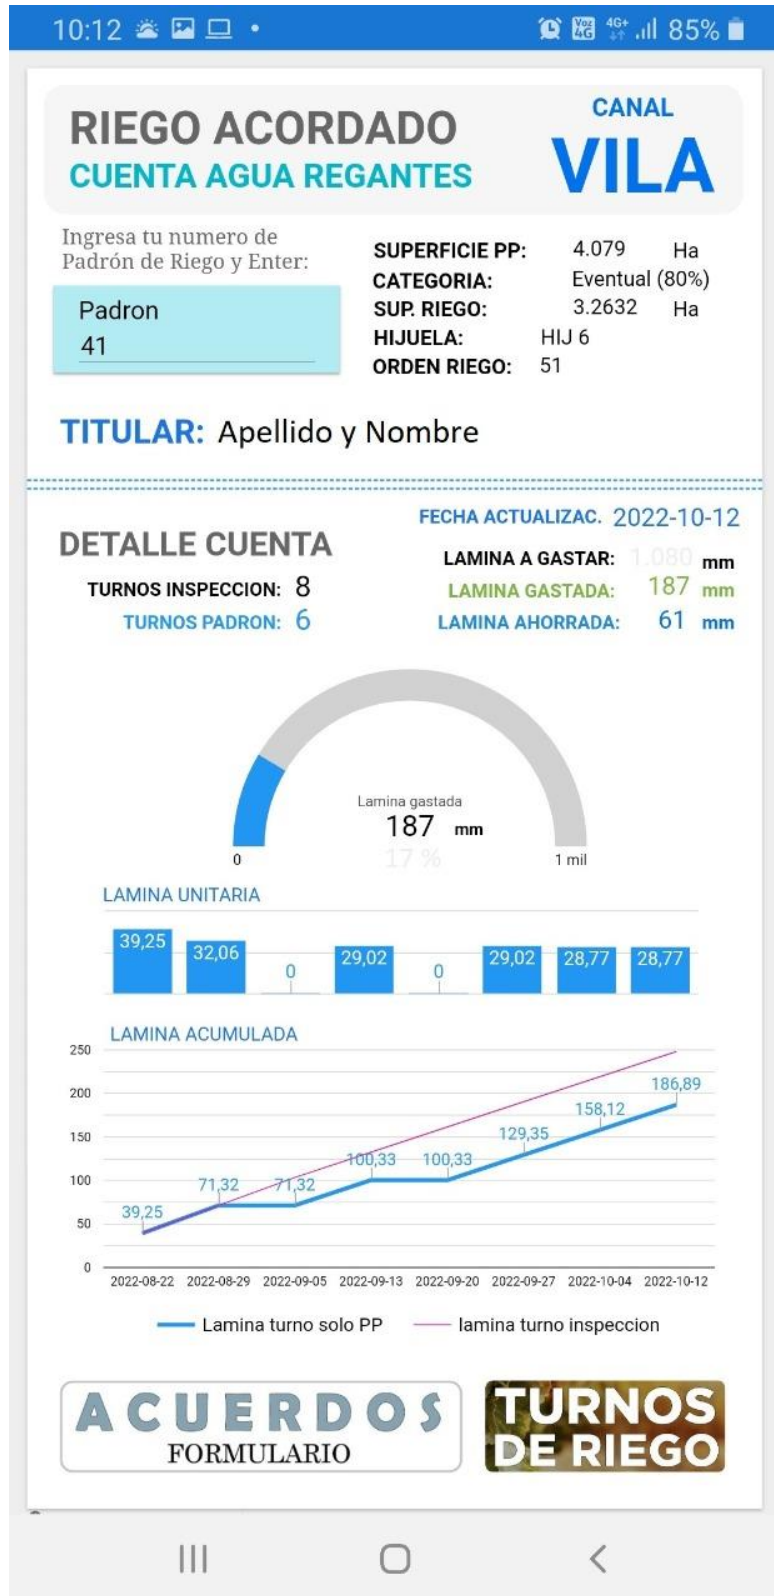 10:12
Voz 4G 4G+ 85%
RIEGO ACORDADO
CUENTA AGUA REGANTES
CANAL
VILA
Ingresa tu numero de
Padrón de Riego y Enter:
Padron
41
SUPERFICIE PP: 4.079 Ha
CATEGORIA: Eventual (80%)
SUP. RIEGO: 3.2632 Ha
HIJUELA: HIJ 6
ORDEN RIEGO: 51
TITULAR: Apellido y Nombre
DETALLE CUENTA
TURNOS INSPECCION: 8
TURNOS PADRON: 6
FECHA ACTUALIZAC. 2022-10-12
LAMINA A GASTAR: 1.080 mm
LAMINA GASTADA: 187 mm
LAMINA AHORRADA: 61 mm
Lamina gastada
187 mm
17 %
0 1 mil
LAMINA UNITARIA
39,25 32,06 0 29,02 0 29,02 28,77 28,77
LAMINA ACUMULADA
250
200
150
100
50
0
39,25 71,32 71,32 100,33 100,33 129,35 158,12 186,89
2022-08-22 2022-08-29 2022-09-05 2022-09-13 2022-09-20 2022-09-27 2022-10-04 2022-10-12
Lamina turno solo PP lamina turno inspeccion
ACUERDOS
FORMULARIO
TURNOS
DE RIEGO